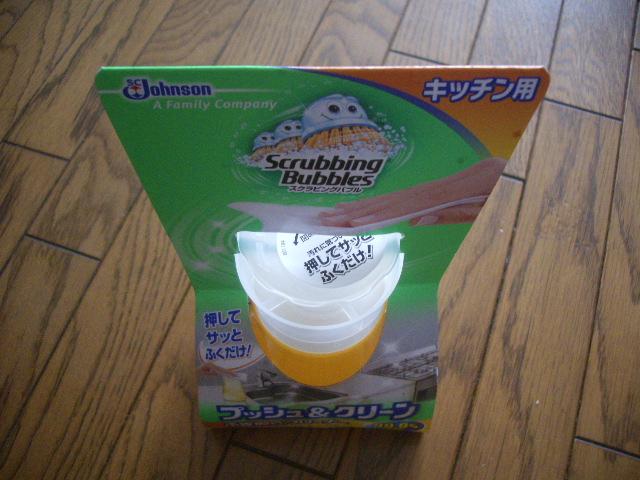 SC Johnson
A Family Company
キッチン用
Scrubbing
Bubbles
スクラビングバブル
押してサッと
ふくだけ!
押して
サッと
ふくだけ!
プッシュ&クリーン